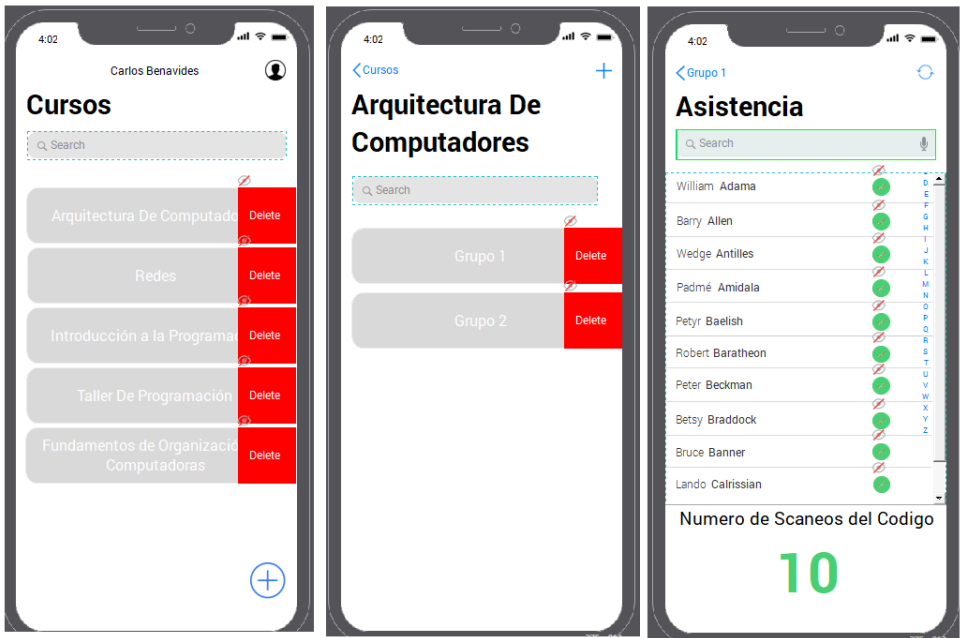 4:02
Carlos Benavides
Cursos
Search
Arquitectura De Computado
Delete
Redes
Delete
Introducción a la Programac
Delete
Taller De Programación
Delete
Fundamentos de Organizació
Computadoras
Delete
4:02
Cursos
Arquitectura De
Computadores
Search
Grupo 1
Delete
Grupo 2
Delete
4:02
Grupo 1
Asistencia
Search
William Adama
Barry Allen
Wedge Antilles
Padmé Amidala
Petyr Baelish
Robert Baratheon
Peter Beckman
Betsy Braddock
Bruce Banner
Lando Calrissian
D
E
F
G
H
I
J
K
L
M
N
O
P
Q
R
S
T
U
V
W
X
Y
Z
Numero de Scaneos del Codigo
10